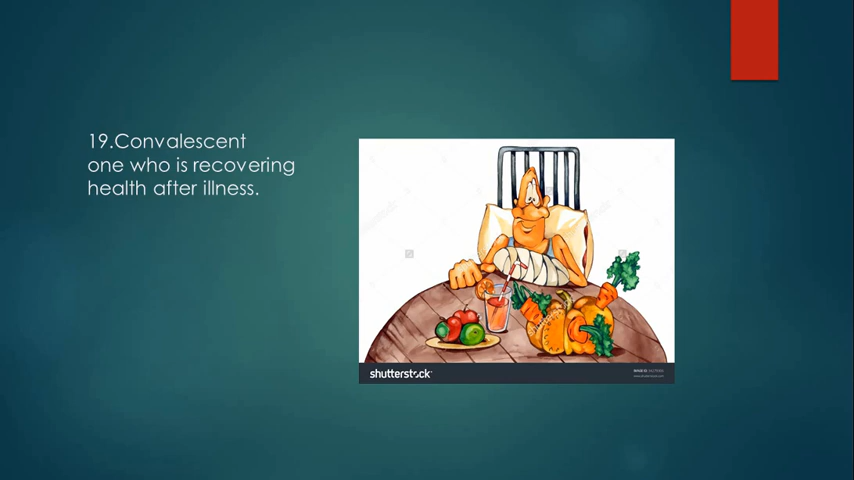 19.Convalescent
one who is recovering
health after illness.
shutterstock